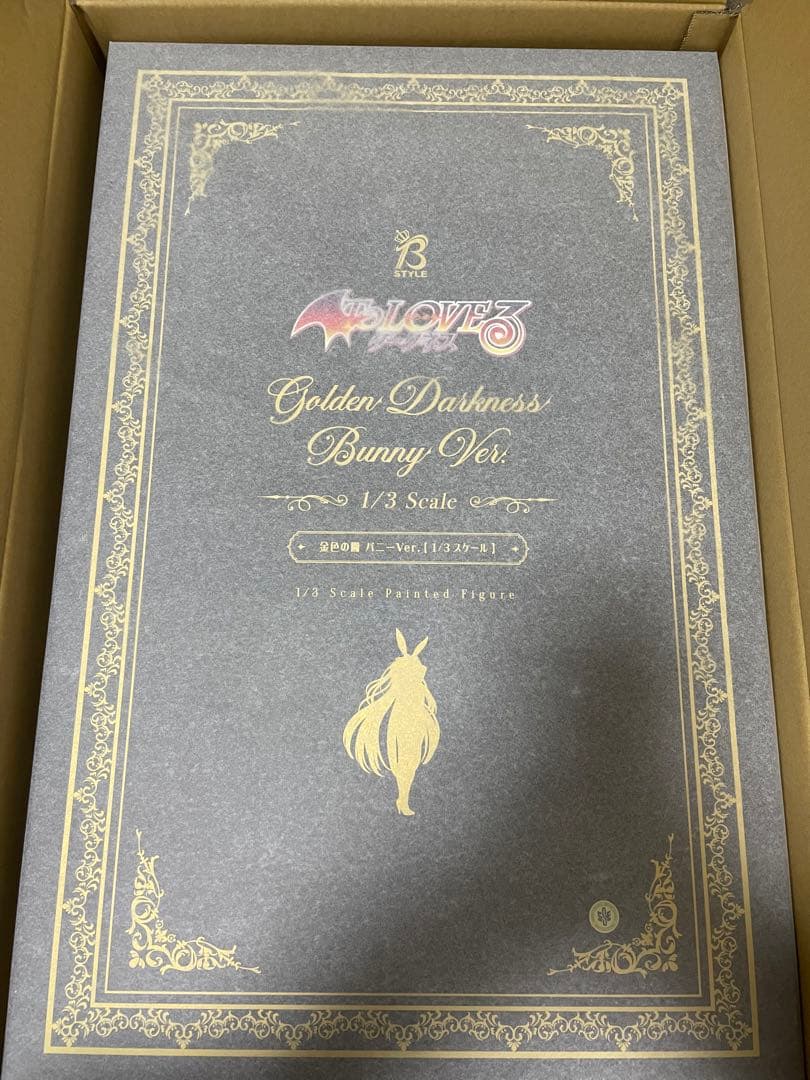 B
STYLE
To LOVEる
ダークネス
Golden Darkness
Bunny Ver.
1/3 Scale
金色の闇 バニーVer.【1/3スケール】
1/3 Scale Painted Figure